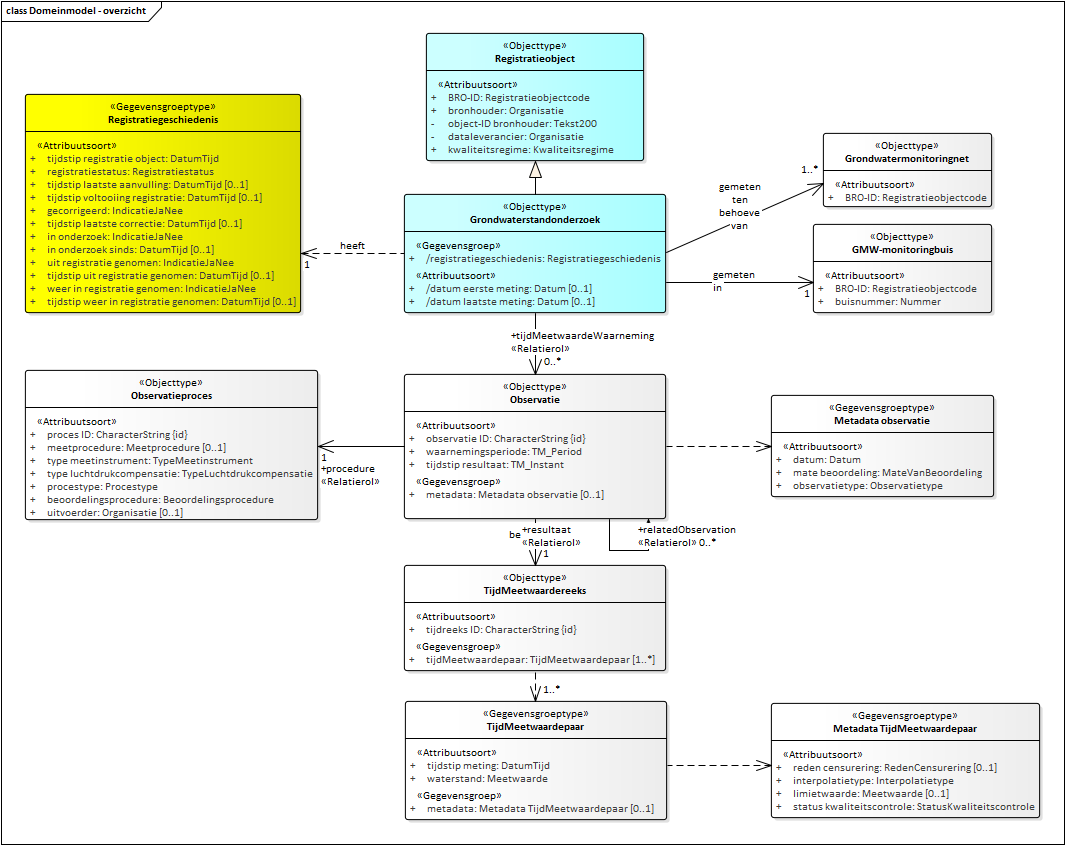 class Domeinmodel - overzicht
«Objecttype»
Registratieobject
«Attribuutsoort»
+ BRO-ID: Registratieobjectcode
+ bronhouder: Organisatie
- object-ID bronhouder: Tekst200
- dataleverancier: Organisatie
+ kwaliteitsregime: Kwaliteitsregime
«Gegevensgroeptype»
Registratiegeschiedenis
«Attribuutsoort»
+ tijdstip registratie object: DatumTijd
+ registratiestatus: Registratiestatus
+ tijdstip laatste aanvulling: DatumTijd [0..1]
+ tijdstip voltooiing registratie: DatumTijd [0..1]
+ gecorrigeerd: IndicatieJaNee
+ tijdstip laatste correctie: DatumTijd [0..1]
+ in onderzoek: IndicatieJaNee
+ in onderzoek sinds: DatumTijd [0..1]
+ uit registratie genomen: IndicatieJaNee
+ tijdstip uit registratie genomen: DatumTijd [0..1]
+ weer in registratie genomen: IndicatieJaNee
+ tijdstip weer in registratie genomen: DatumTijd [0..1]
heeft
1
«Objecttype»
Grondwaterstandonderzoek
«Gegevensgroep»
+ /registratiegeschiedenis: Registratiegeschiedenis
«Attribuutsoort»
+ /datum eerste meting: Datum [0..1]
+ /datum laatste meting: Datum [0..1]
gemeten
ten
behoeve
van
1..*
«Objecttype»
Grondwatermonitoringnet
«Attribuutsoort»
+ BRO-ID: Registratieobjectcode
gemeten
in
1
«Objecttype»
GMW-monitoringbuis
«Attribuutsoort»
+ BRO-ID: Registratieobjectcode
+ buisnummer: Nummer
+tijdMeetwaardeWaarneming
«Relatierol»
0..*
«Objecttype»
Observatieproces
«Attribuutsoort»
+ proces ID: CharacterString {id}
+ meetprocedure: Meetprocedure [0..1]
+ type meetinstrument: TypeMeetinstrument
+ type luchtdrukcompensatie: TypeLuchtdrukcompensatie
+ procestype: Procestype
+ beoordelingsprocedure: Beoordelingsprocedure
+ uitvoerder: Organisatie [0..1]
1
+procedure
«Relatierol»
«Objecttype»
Observatie
«Attribuutsoort»
+ observatie ID: CharacterString {id}
+ waarnemingsperiode: TM_Period
+ tijdstip resultaat: TM_Instant
«Gegevensgroep»
+ metadata: Metadata observatie [0..1]
«Gegevensgroeptype»
Metadata observatie
«Attribuutsoort»
+ datum: Datum
+ mate beoordeling: MateVanBeoordeling
+ observatietype: Observatietype
be
+resultaat
«Relatierol»
1
+relatedObservation
«Relatierol» 0..*
«Objecttype»
TijdMeetwaardereeks
«Attribuutsoort»
+ tijdreeks ID: CharacterString {id}
«Gegevensgroep»
+ tijdMeetwaardepaar: TijdMeetwaardepaar [1..*]
1..*
«Gegevensgroeptype»
TijdMeetwaardepaar
«Attribuutsoort»
+ tijdstip meting: DatumTijd
+ waterstand: Meetwaarde
«Gegevensgroep»
+ metadata: Metadata TijdMeetwaardepaar [0..1]
«Gegevensgroeptype»
Metadata TijdMeetwaardepaar
«Attribuutsoort»
+ reden censurering: RedenCensurering [0..1]
+ interpolatietype: Interpolatietype
+ limietwaarde: Meetwaarde [0..1]
+ status kwaliteitscontrole: StatusKwaliteitscontrole